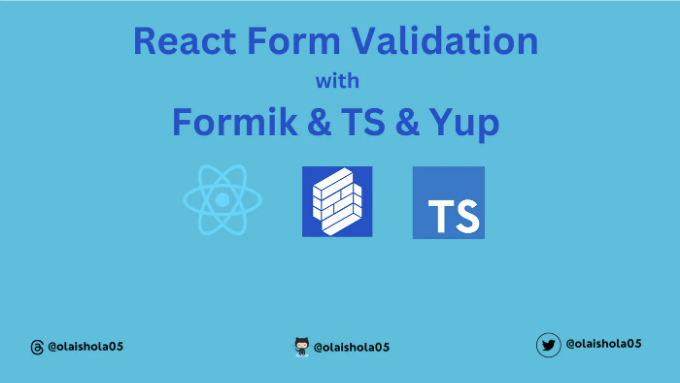 React Form Validation
with
Formik & TS & Yup
TS
@olaishola05
@olaishola05
@olaishola05